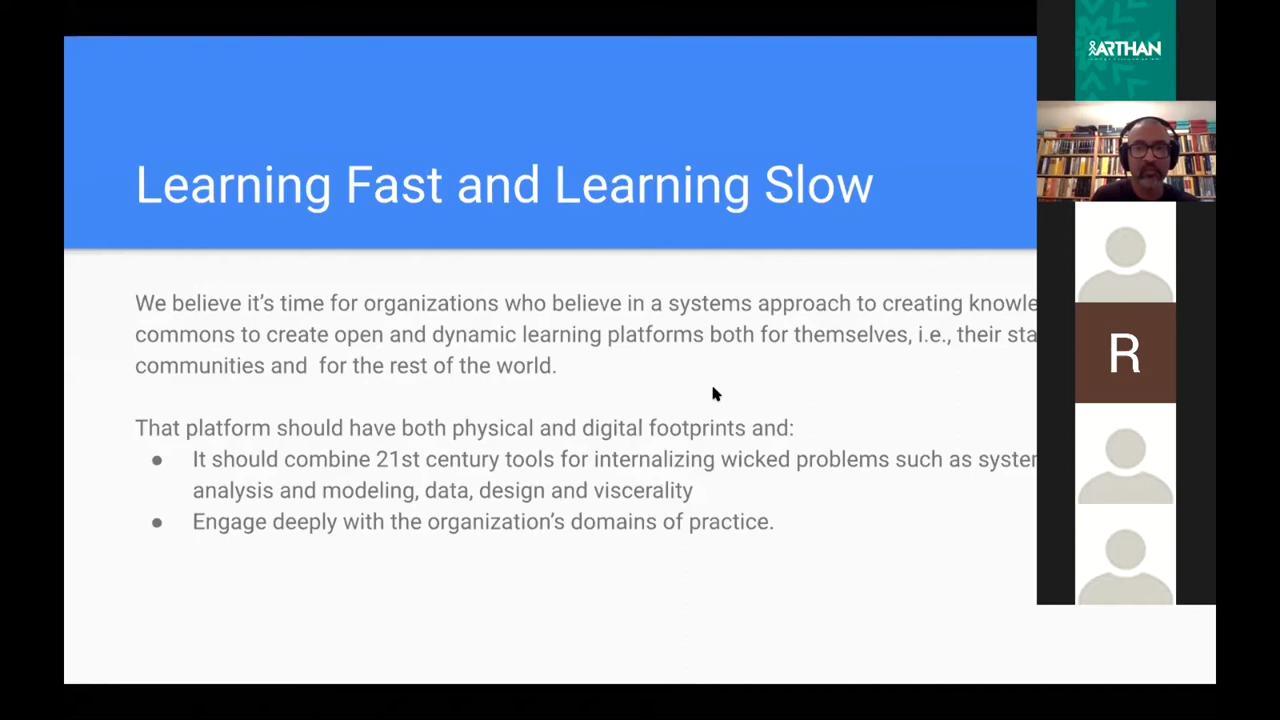 Learning Fast and Learning Slow
We believe it's time for organizations who believe in a systems approach to creating knowle
commons to create open and dynamic learning platforms both for themselves, i.e., their sta
communities and  for the rest of the world.
That platform should have both physical and digital footprints and:
● It should combine 21st century tools for internalizing wicked problems such as system
analysis and modeling, data, design and viscerality
● Engage deeply with the organization's domains of practice.
ARTHAN
R